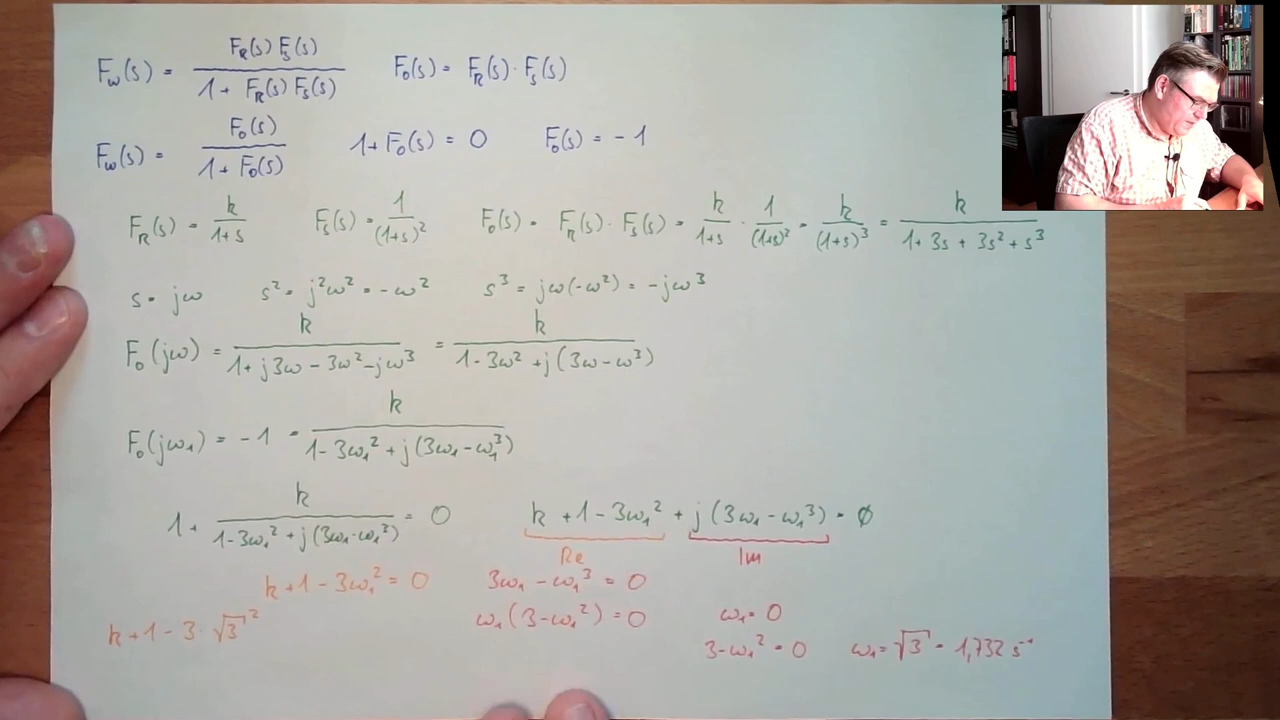 F_w(s) = F_R(s) F_S(s) / 1 + F_R(s) F_S(s)    F_0(s) = F_R(s) · F_S(s)
F_w(s) = F_0(s) / 1 + F_0(s)    1 + F_0(s) = 0    F_0(s) = -1
F_R(s) = k / 1+s    F_S(s) = 1 / (1+s)²    F_0(s) = F_R(s) · F_S(s) = k / 1+s · 1 / (1+s)² = k / (1+s)³ = k / 1 + 3s + 3s² + s³
s = jω    s² = j²ω² = -ω²    s³ = jω(-ω²) = -jω³
F_0(jω) = k / 1 + j3ω - 3ω² - jω³ = k / 1 - 3ω² + j(3ω - ω³)
F_0(jω₁) = -1 = k / 1 - 3ω₁² + j(3ω₁ - ω₁³)
1 + k / 1 - 3ω₁² + j(3ω₁ - ω₁³) = 0    k + 1 - 3ω₁² + j(3ω₁ - ω₁³) = ∅
Re    Im
k + 1 - 3ω₁² = 0    3ω₁ - ω₁³ = 0
k + 1 - 3 · √3²    ω₁(3 - ω₁²) = 0    ω₁ = 0
3 - ω₁² = 0    ω₁ = √3 = 1,732 s⁻¹